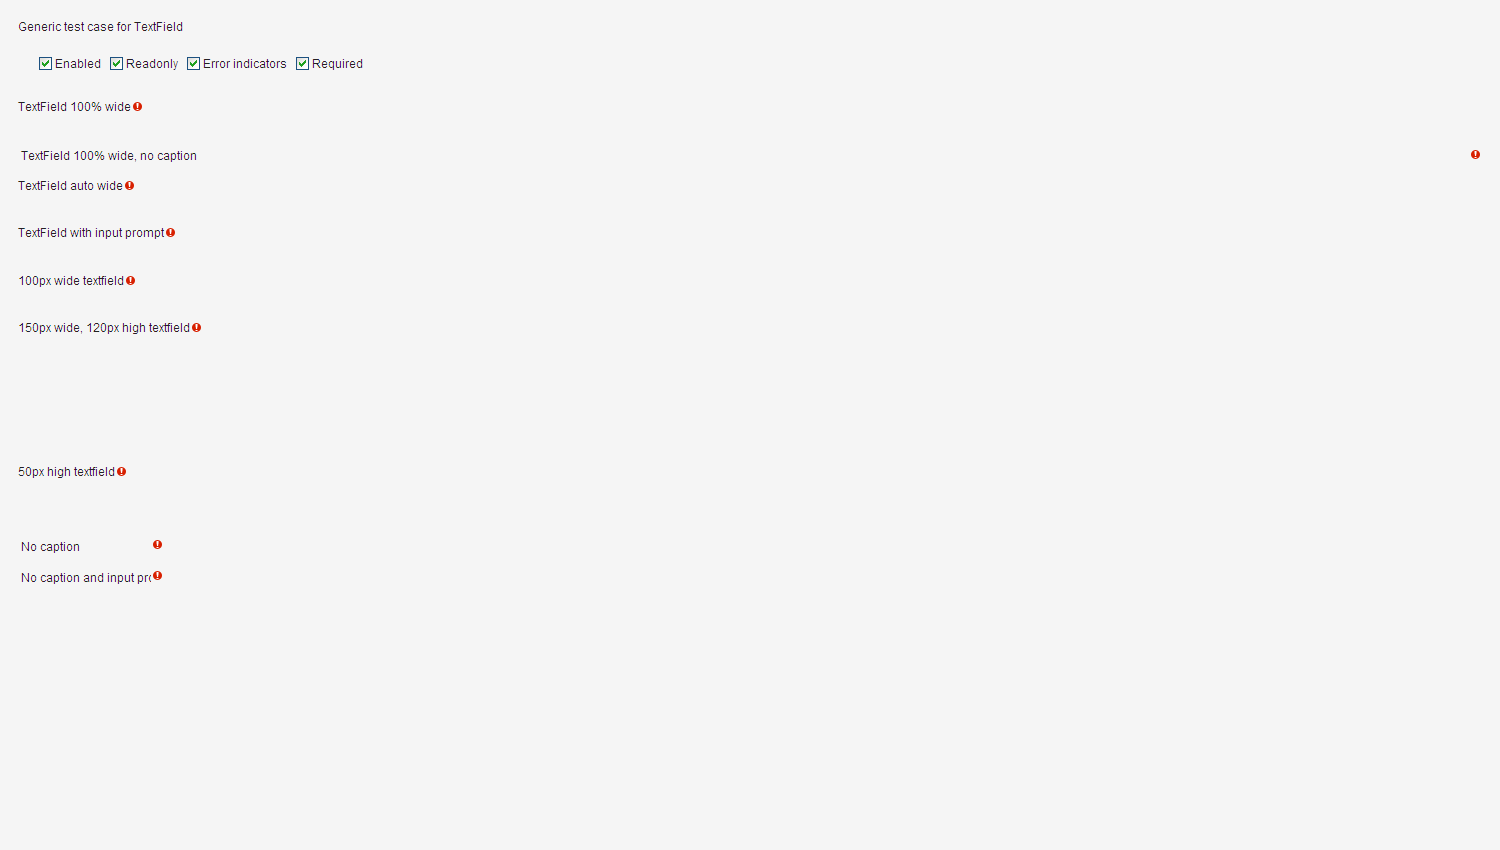 Generic test case for TextField
Enabled Readonly Error indicators Required
TextField 100% wide
TextField 100% wide, no caption
TextField auto wide
TextField with input prompt
100px wide textfield
150px wide, 120px high textfield
50px high textfield
No caption
No caption and input pro